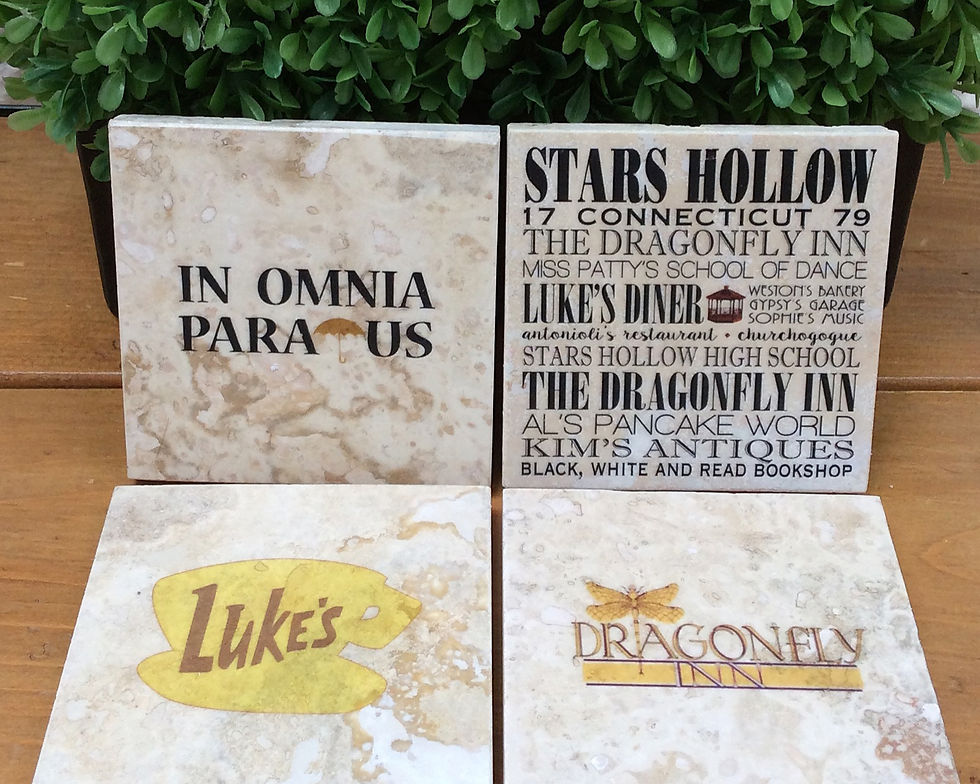 IN OMNIA
PARA US
STARS HOLLOW
17 CONNECTICUT 79
THE DRAGONFLY INN
MISS PATTY'S SCHOOL OF DANCE
LUKE'S DINER
WESTON'S BAKERY
GYPSY'S GARAGE
SOPHIE'S MUSIC
antonioli's restaurant • churchogogue
STARS HOLLOW HIGH SCHOOL
THE DRAGONFLY INN
AL'S PANCAKE WORLD
KIM'S ANTIQUES
BLACK, WHITE AND READ BOOKSHOP
LUKE'S
DRAGONFLY
INN